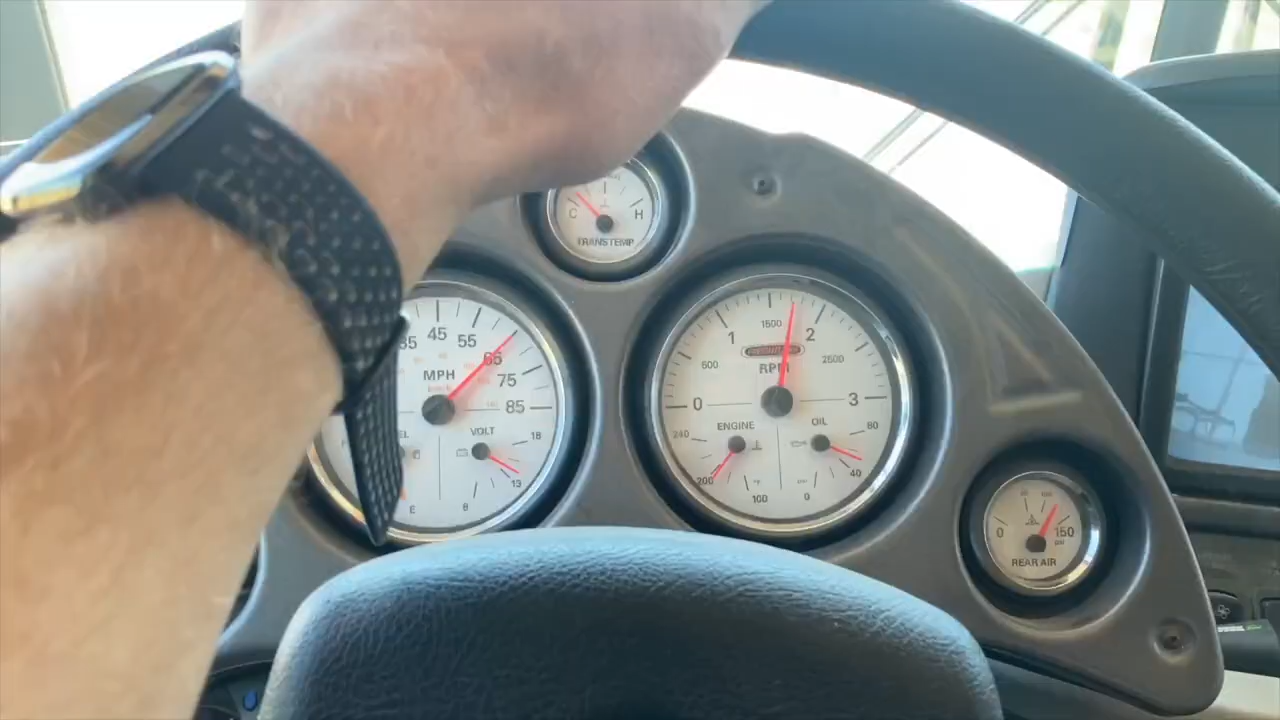 C H
TRANS TEMP
35 45 55 65 75 85
MPH
VOLT
18
13
8
E
0 600 1 1500 2 2500 3
RPM
ENGINE
240
200
°F
100
OIL
80
40
0
0 150
PSI
REAR AIR